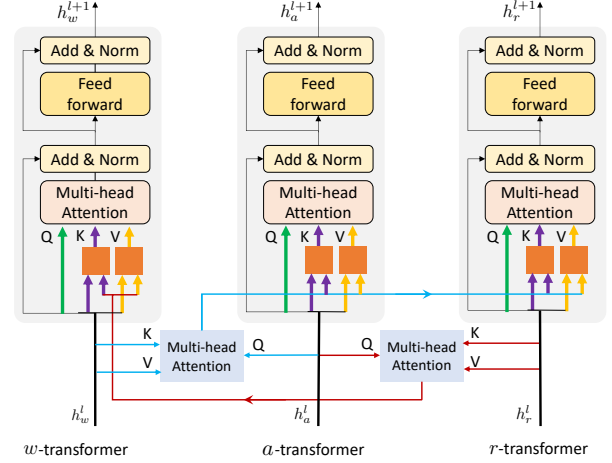 h_w^{l+1} h_a^{l+1} h_r^{l+1}
Add & Norm Add & Norm Add & Norm
Feed Feed Feed
forward forward forward
Add & Norm Add & Norm Add & Norm
Multi-head Multi-head Multi-head
Attention Attention Attention
Q K V Q K V Q K V
K Q Q K
Multi-head Multi-head
V Attention Attention V
h_w^l h_a^l h_r^l
w-transformer a-transformer r-transformer